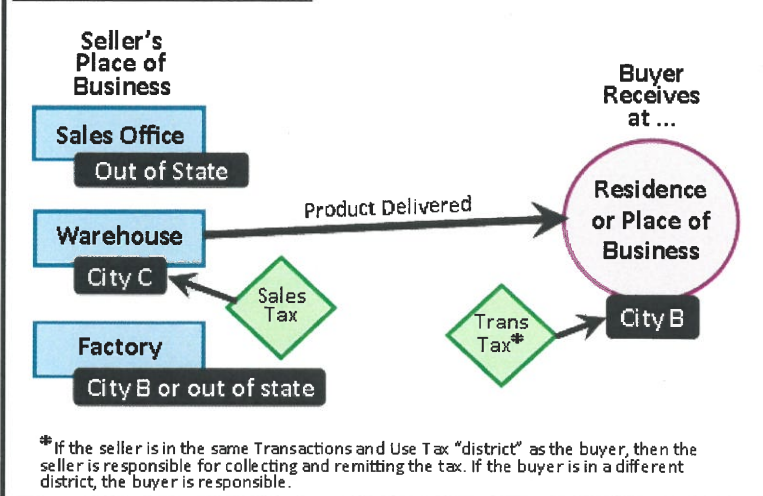 Seller's
Place of
Business
Buyer
Receives
at ...
Sales Office
Out of State
Product Delivered
Residence
or Place of
Business
Warehouse
City C
Sales
Tax
Trans
Tax*
City B
Factory
City B or out of state
*If the seller is in the same Transactions and Use Tax "district" as the buyer, then the
seller is responsible for collecting and remitting the tax. If the buyer is in a different
district, the buyer is responsible.